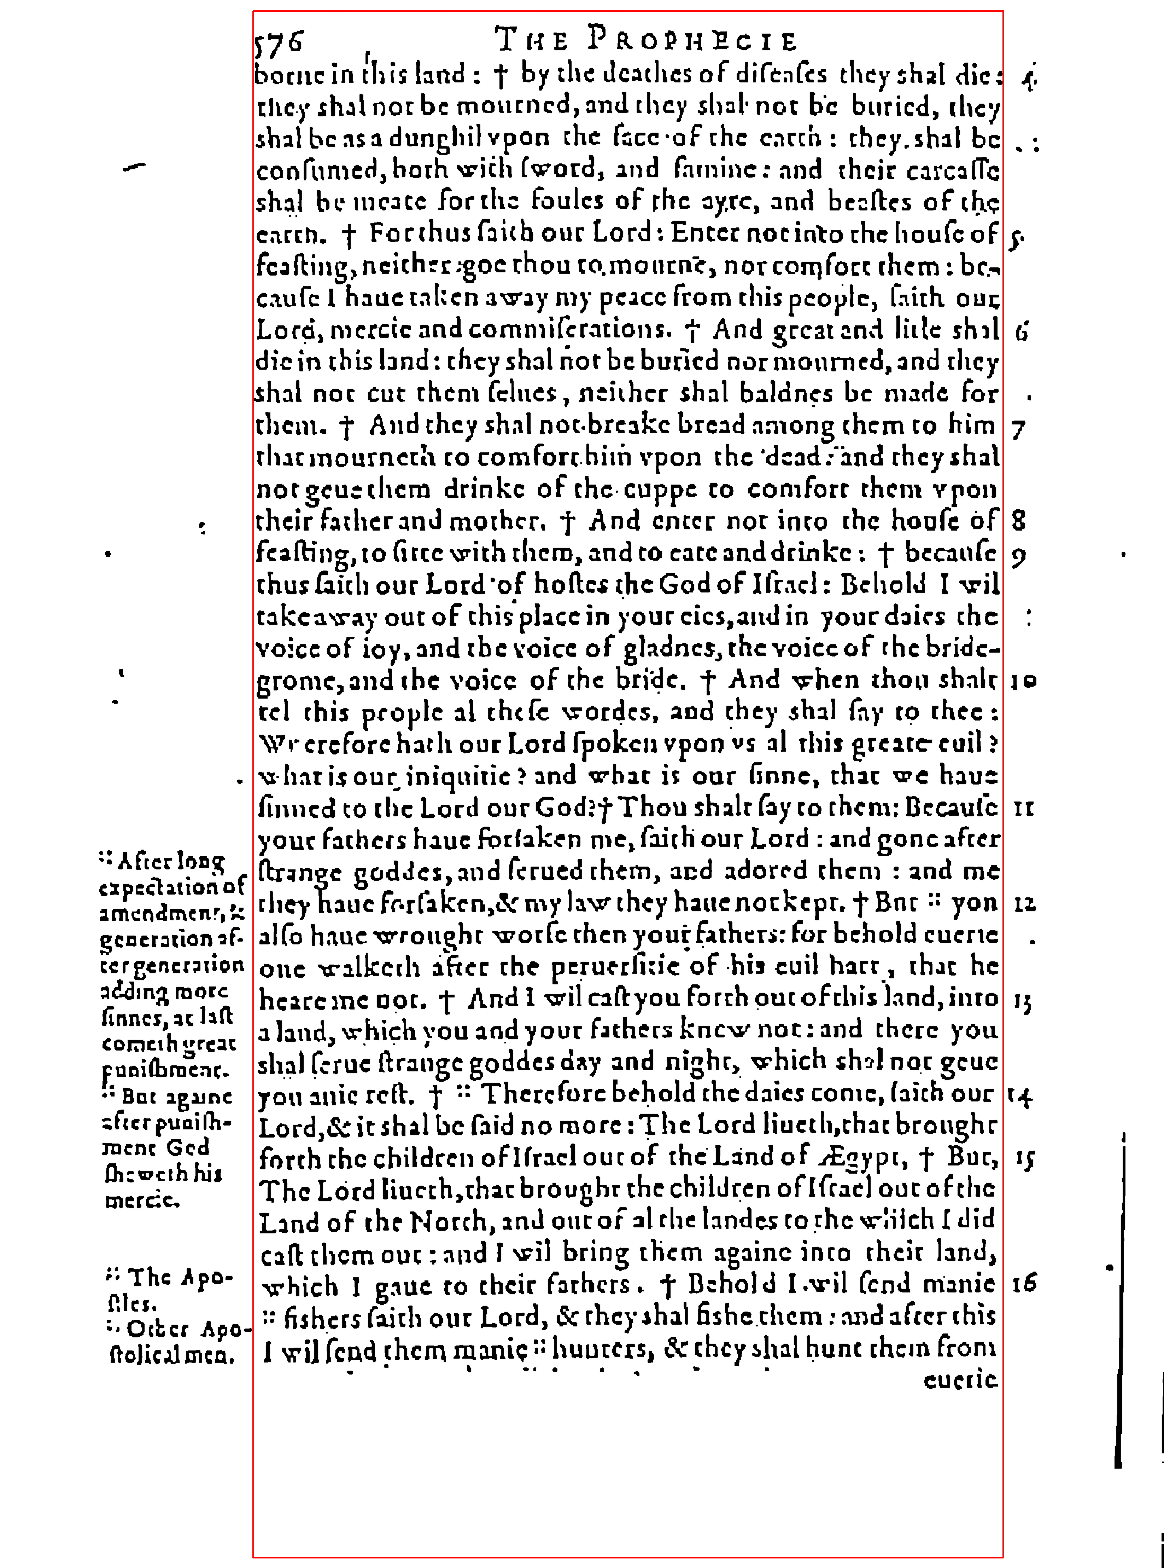 576 THE PROPHECIE
borne in this land: † by the deathes of diſeaſes they shal die: 4.
they shal not be mourned, and they shal not be buried, they
shal be as a dunghil vpon the face of the earth: they shal be
conſumed, both with ſword, and famine: and their carcaſſe
shal be meate for the foules of the ayre, and beaſtes of the
earth. † For thus ſaith our Lord: Enter not into the houſe of 5.
feaſting, neither goe thou to mourne, nor comfort them: be-
cauſe I haue taken away my peace from this people, ſaith our
Lord, mercie and commiſerations. † And great and litle shal 6
die in this land: they shal not be buried nor mourned, and they
shal not cut them ſelues, neither shal baldnes be made for
them. † And they shal not breake bread among them to him 7
that mourneth to comfort him vpon the dead: and they shal
not geue them drinke of the cuppe to comfort them vpon
their father and mother. † And enter not into the houſe of 8
feaſting, to ſitte with them, and to eate and drinke: † becauſe 9
thus ſaith our Lord of hoſtes the God of Iſrael: Behold I wil
take away out of this place in your eies, and in your daies the
voice of ioy, and the voice of gladnes, the voice of the bride-
grome, and the voice of the bride. † And when thou shalt 10
tel this people al theſe wordes, and they shal ſay to thee:
Wherefore hath our Lord ſpoken vpon vs al this greate euil?
what is our iniquitie? and what is our ſinne, that we haue
ſinned to the Lord our God? † Thou shalt ſay to them: Becauſe 11
your fathers haue forſaken me, ſaith our Lord: and gone after
ſtrange goddes, and ſerued them, and adored them: and me
they haue forſaken, & my law they haue not kept. † But :: you 12
alſo haue wrought worſe then your fathers: for behold euerie
one walketh after the peruerſitie of his euil hart, that he
heare me not. † And I wil caſt you forth out of this land, into 13
a land, which you and your fathers knew not: and there you
shal ſerue ſtrange goddes day and night, which shal not geue
you anie reſt. † :: Therefore behold the daies come, ſaith our 14
Lord, & it shal be ſaid no more: The Lord liueth, that brought
forth the children of Iſrael out of the Land of Ægypt, † But, 15
The Lord liueth, that brought the children of Iſrael out of the
Land of the North, and out of al the landes to the which I did
caſt them out: and I wil bring them againe into their land,
which I gaue to their fathers. † Behold I wil ſend manie 16
:: fishers ſaith our Lord, & they shal fishe them: and after this
I wil ſend them manie :: hunters, & they shal hunt them from
euerie
:: After long
expectation of
amendment, &
generation af-
ter generation
adding more
ſinnes, at laſt
cometh great
puniſhment.
:: But againe
after puniſh-
ment God
ſheweth his
mercie.
:: The Apo-
ſtles.
:: Other Apo-
ſtolical men.